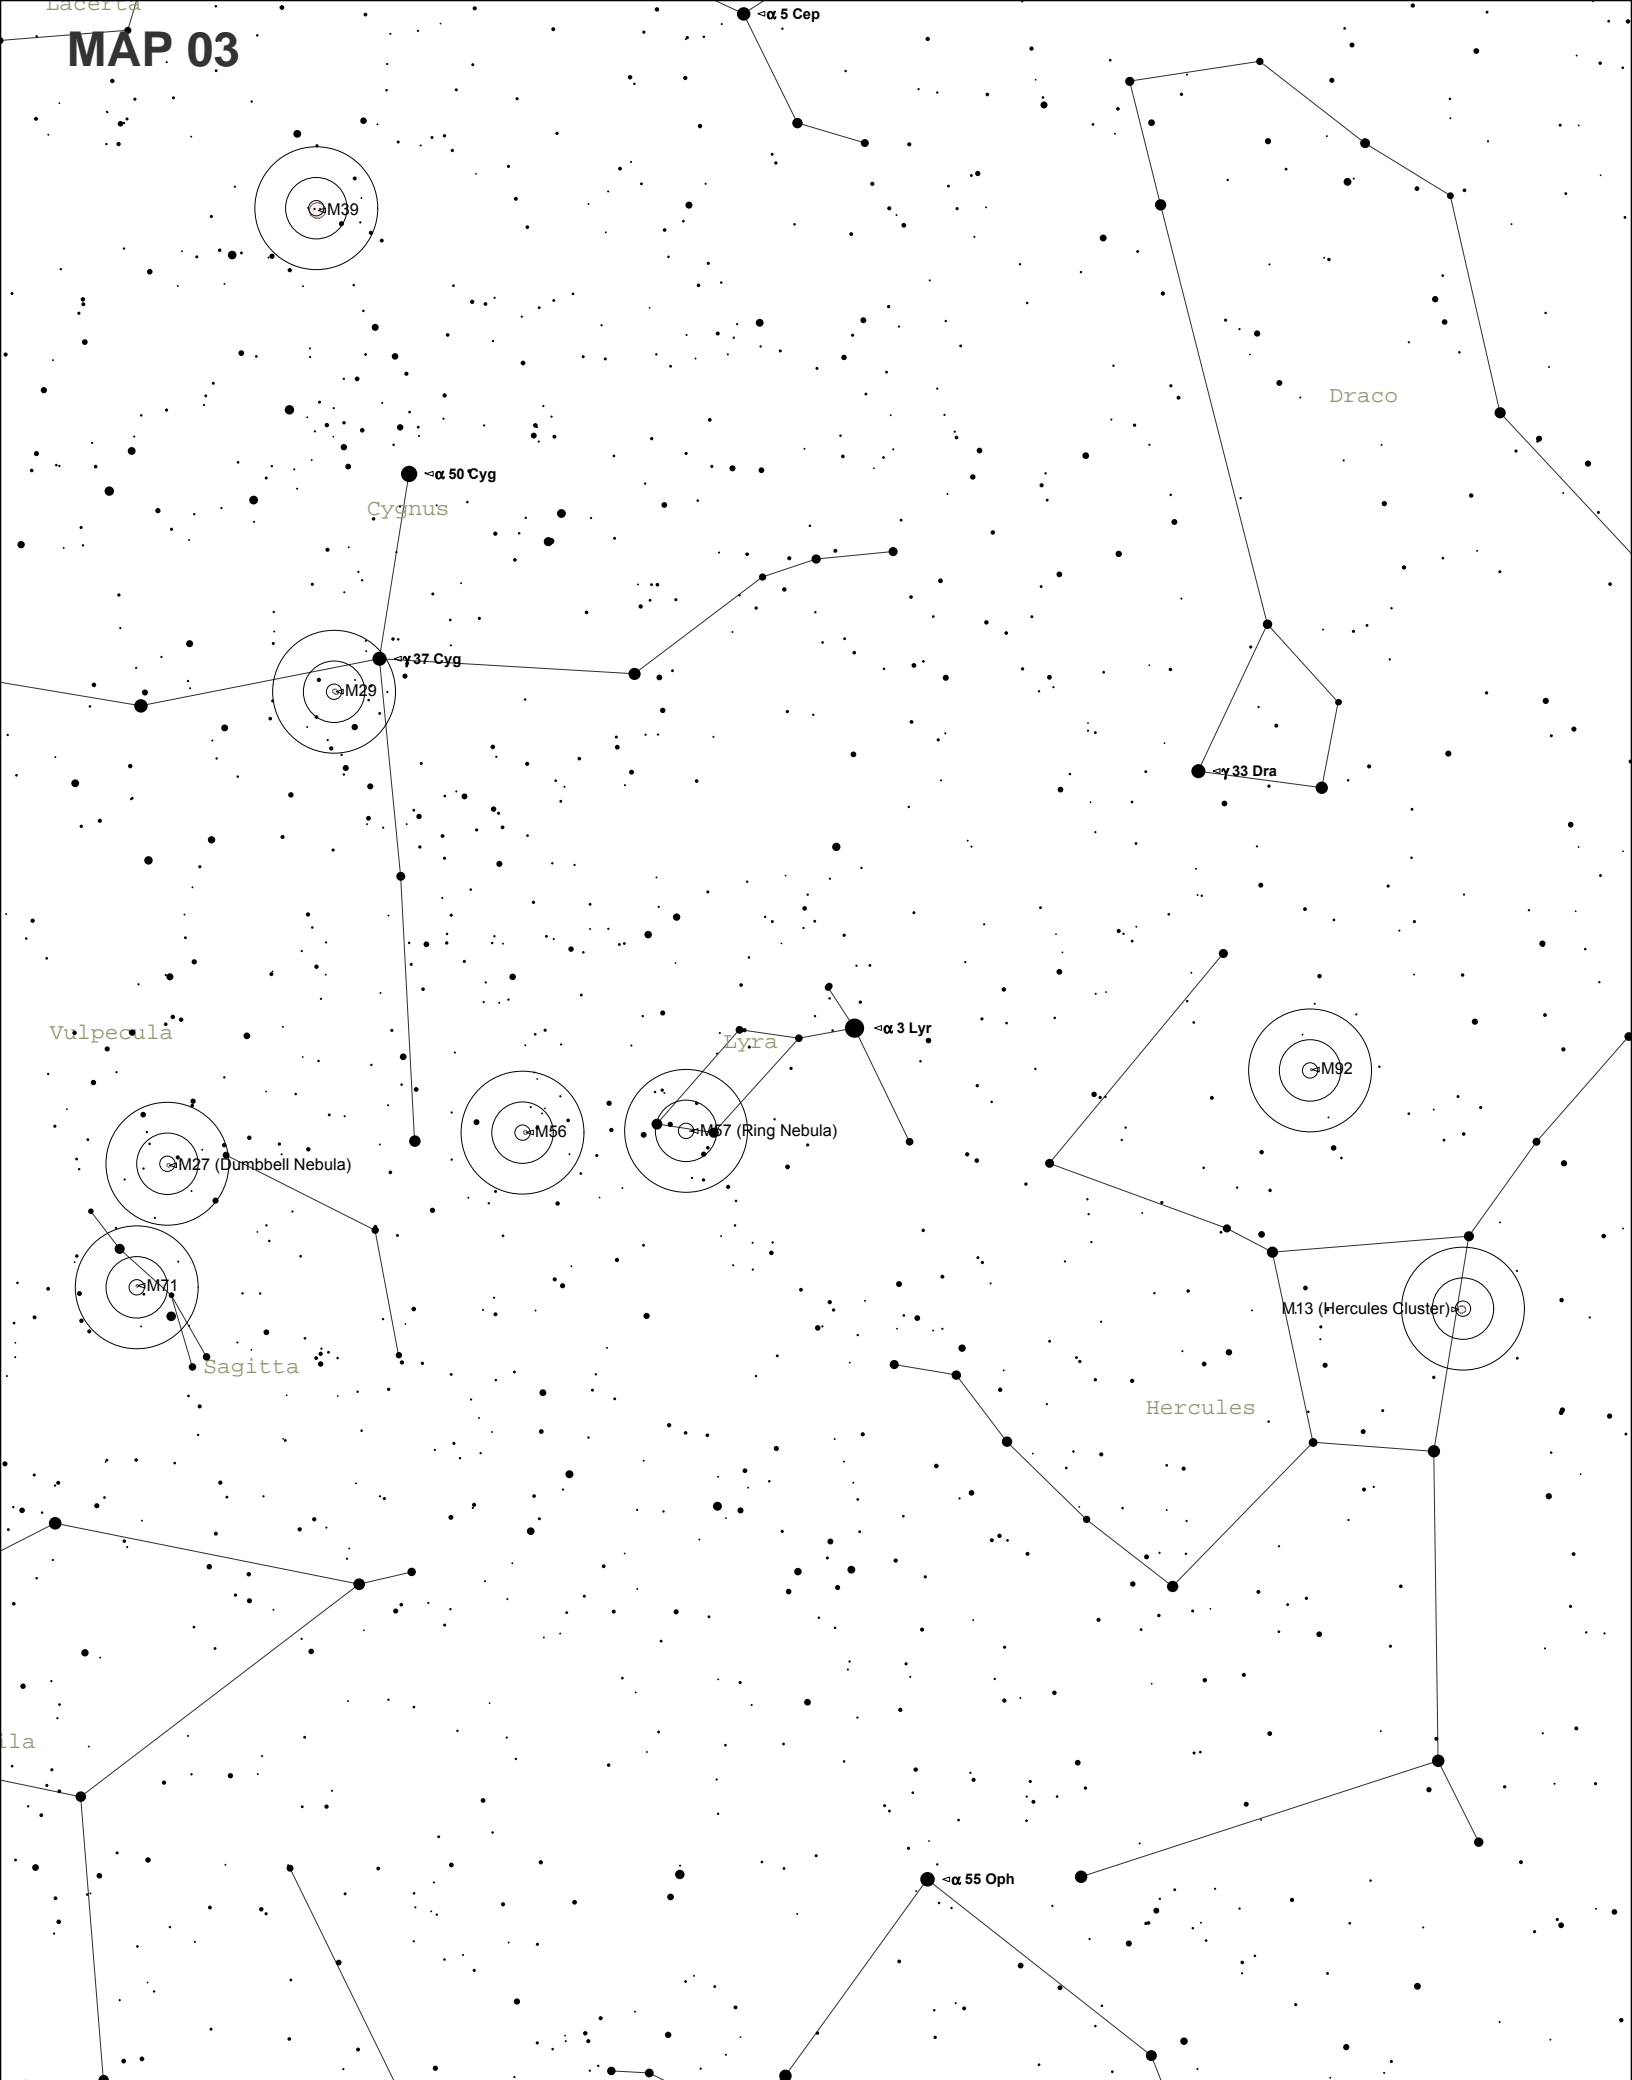 Lacerta
MAP 03
◅α 5 Cep
◅M39
Draco
◅α 50 Cyg
Cygnus
◅γ 37 Cyg
◅M29
◅γ 33 Dra
Vulpecula
◅α 3 Lyr
Lyra
◅M92
◅M56
◅M57 (Ring Nebula)
◅M27 (Dumbbell Nebula)
◅M71
M13 (Hercules Cluster)▻
Sagitta
Hercules
ila
◅α 55 Oph